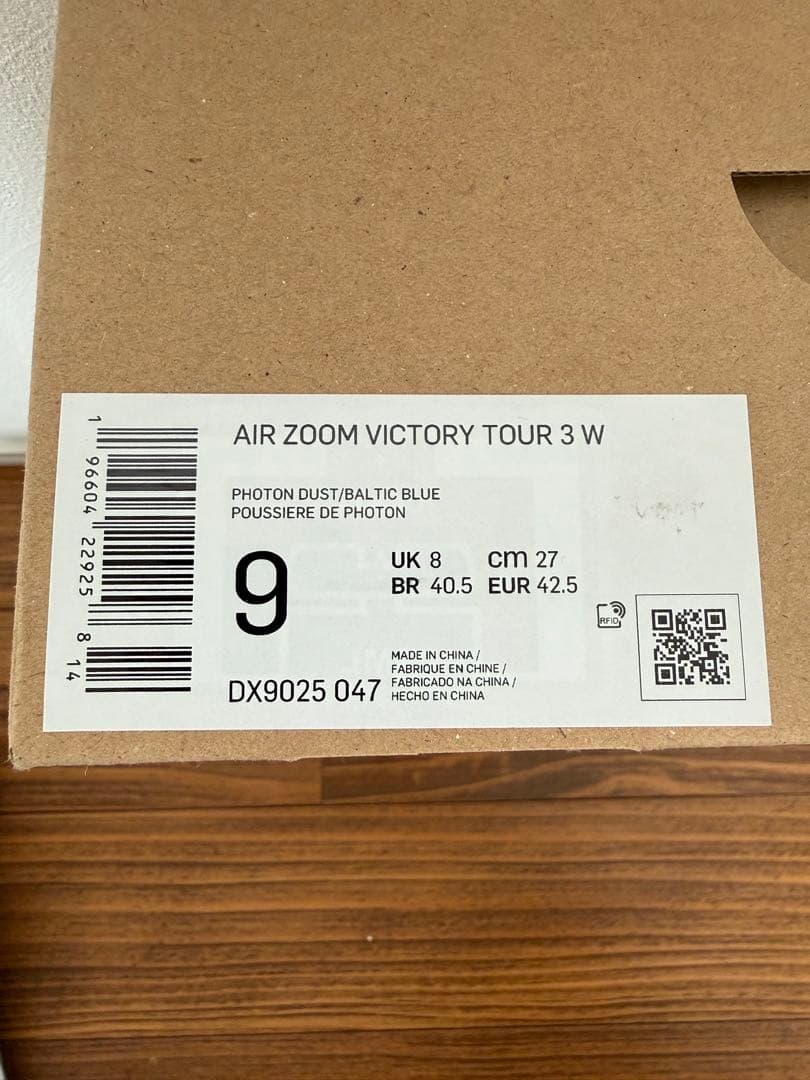 AIR ZOOM VICTORY TOUR 3 W
PHOTON DUST/BALTIC BLUE
POUSSIERE DE PHOTON
9
UK 8 cm 27
BR 40.5 EUR 42.5
DX9025 047
MADE IN CHINA /
FABRIQUE EN CHINE /
FABRICADO NA CHINA /
HECHO EN CHINA
RFID
1 96604 22925 8 14